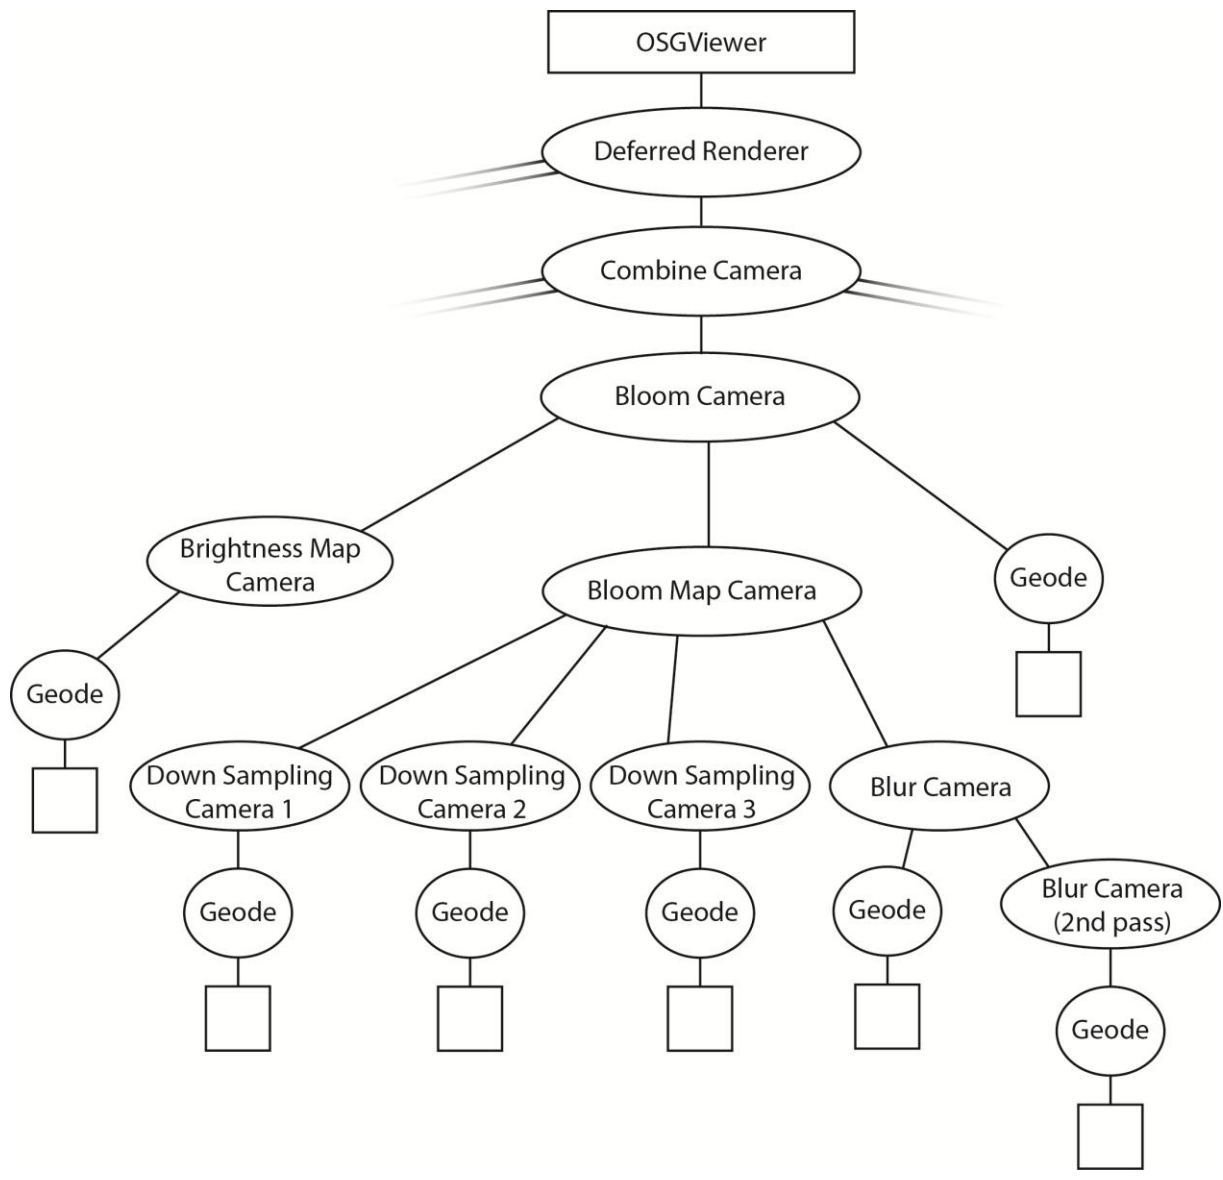 OSGViewer
Deferred Renderer
Combine Camera
Bloom Camera
Brightness Map
Camera
Bloom Map Camera
Geode
Geode
Down Sampling
Camera 1
Down Sampling
Camera 2
Down Sampling
Camera 3
Blur Camera
Geode
Geode
Geode
Geode
Blur Camera
(2nd pass)
Geode